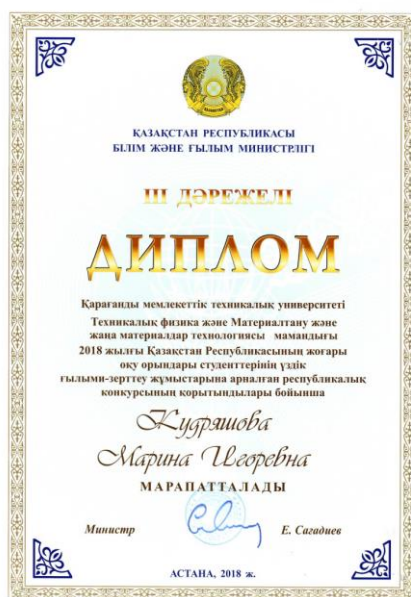 ҚАЗАҚСТАН РЕСПУБЛИКАСЫ
БІЛІМ ЖӘНЕ ҒЫЛЫМ МИНИСТРЛІГІ
III ДӘРЕЖЕЛІ
ДИПЛОМ
Қарағанды мемлекеттік техникалық университеті
Техникалық физика және Материалтану және
жаңа материалдар технологиясы мамандығы
2018 жылғы Қазақстан Республикасының жоғары
оқу орындары студенттерінің үздік
ғылыми-зерттеу жұмыстарына арналған республикалық
конкурсының қорытындылары бойынша
Кудряшова
Марина Игоревна
МАРАПАТТАЛАДЫ
Министр Е. Сагадиев
АСТАНА, 2018 ж.